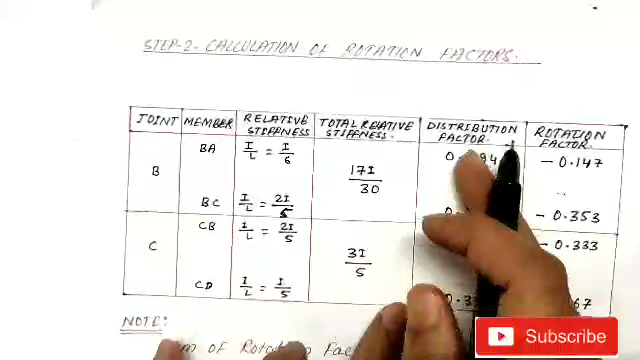 STEP-2- CALCULATION OF ROTATION FACTORS.
JOINT MEMBER RELATIVE STIFFNESS TOTAL RELATIVE STIFFNESS. DISTRIBUTION FACTOR. ROTATION FACTOR.
BA I/L = I/6 - 0.147
B 17I/30
BC I/L = 2I/5 - 0.353
CB I/L = 2I/5 - 0.333
C 3I/5
CD I/L = I/5
NOTE:
of Rotation
Subscribe